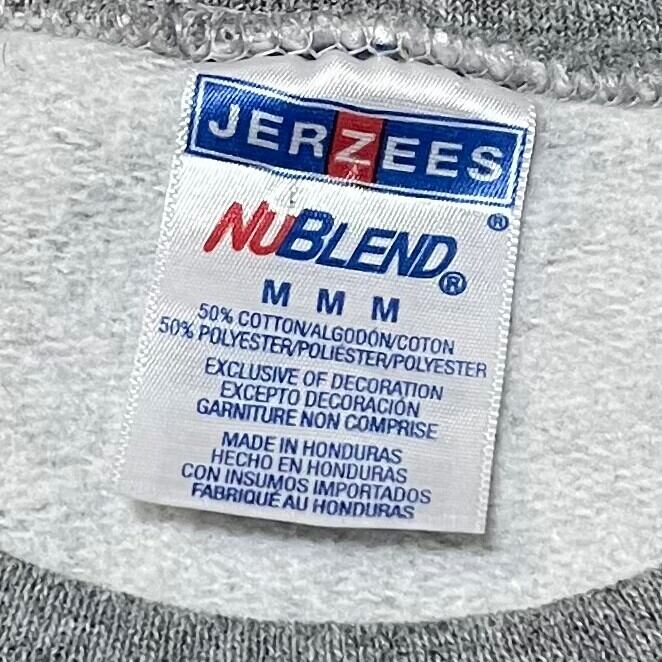 JERZEES
®
NUBLEND®
M M M
50% COTTON/ALGODÓN/COTON
50% POLYESTER/POLIÉSTER/POLYESTER
EXCLUSIVE OF DECORATION
EXCEPTO DECORACIÓN
GARNITURE NON COMPRISE
MADE IN HONDURAS
HECHO EN HONDURAS
CON INSUMOS IMPORTADOS
FABRIQUÉ AU HONDURAS